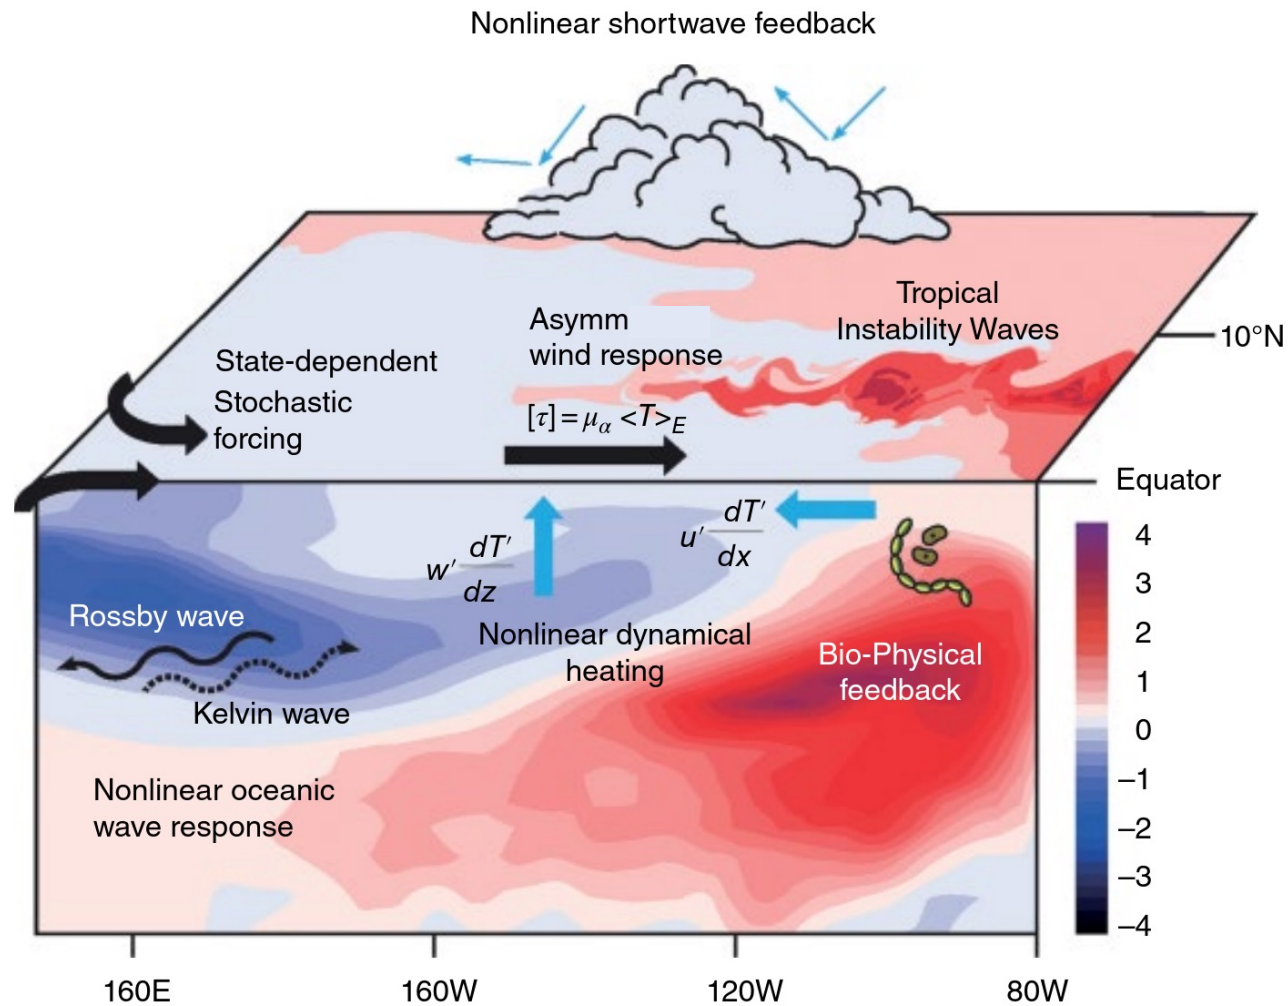 Nonlinear shortwave feedback
Tropical
Instability Waves
10°N
Asymm
wind response
State-dependent
Stochastic
forcing
[τ] = μα <T>E
Equator
w′ dT′/dz
u′ dT′/dx
Nonlinear dynamical
heating
Rossby wave
Kelvin wave
Bio-Physical
feedback
Nonlinear oceanic
wave response
4
3
2
1
0
−1
−2
−3
−4
160E
160W
120W
80W